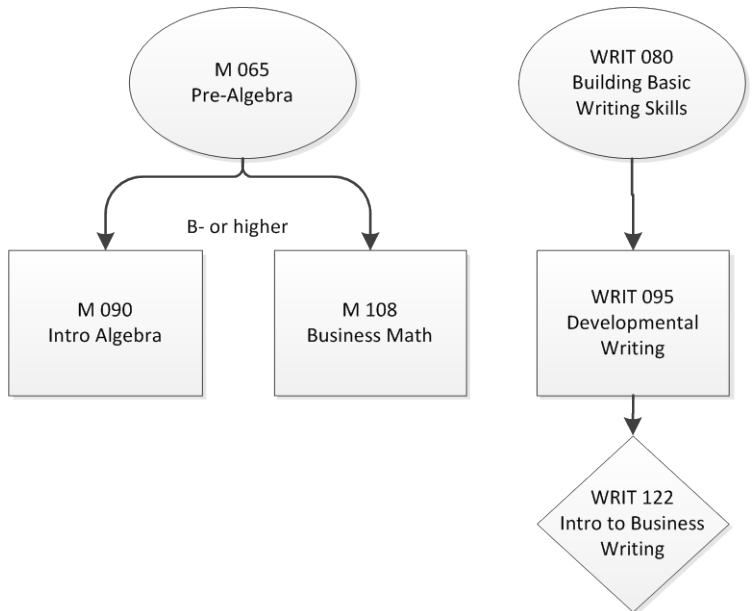 M 065
Pre-Algebra
B- or higher
M 090
Intro Algebra
M 108
Business Math
WRIT 080
Building Basic
Writing Skills
WRIT 095
Developmental
Writing
WRIT 122
Intro to Business
Writing